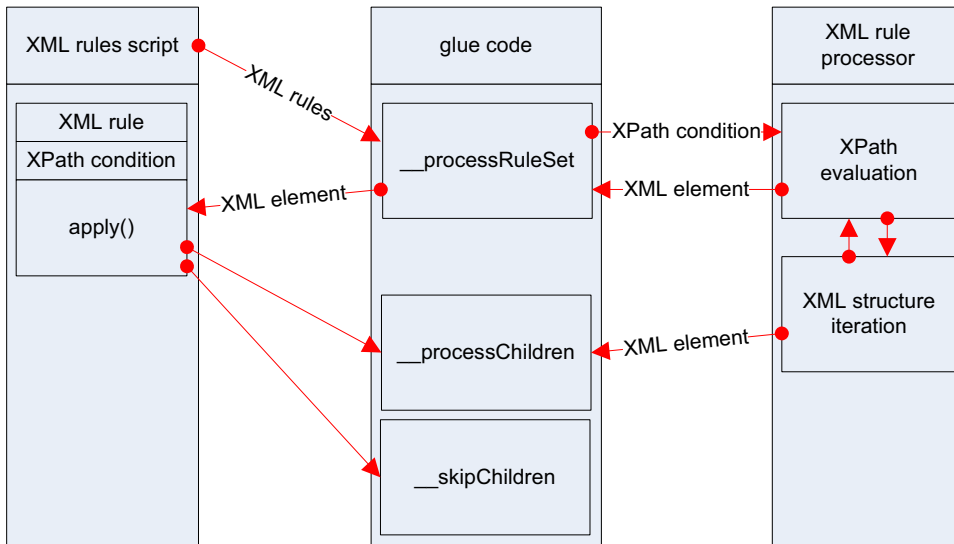 XML rules script
glue code
XML rule
processor
XML rules
XML rule
XPath condition
apply()
XML element
__processRuleSet
XPath condition
XML element
XPath
evaluation
XML structure
iteration
XML element
__processChildren
__skipChildren